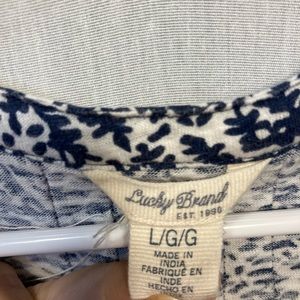 Lucky Brand
EST. 1990
L/G/G
MADE IN
INDIA
FABRIQUÉ EN
INDE
HECHO EN